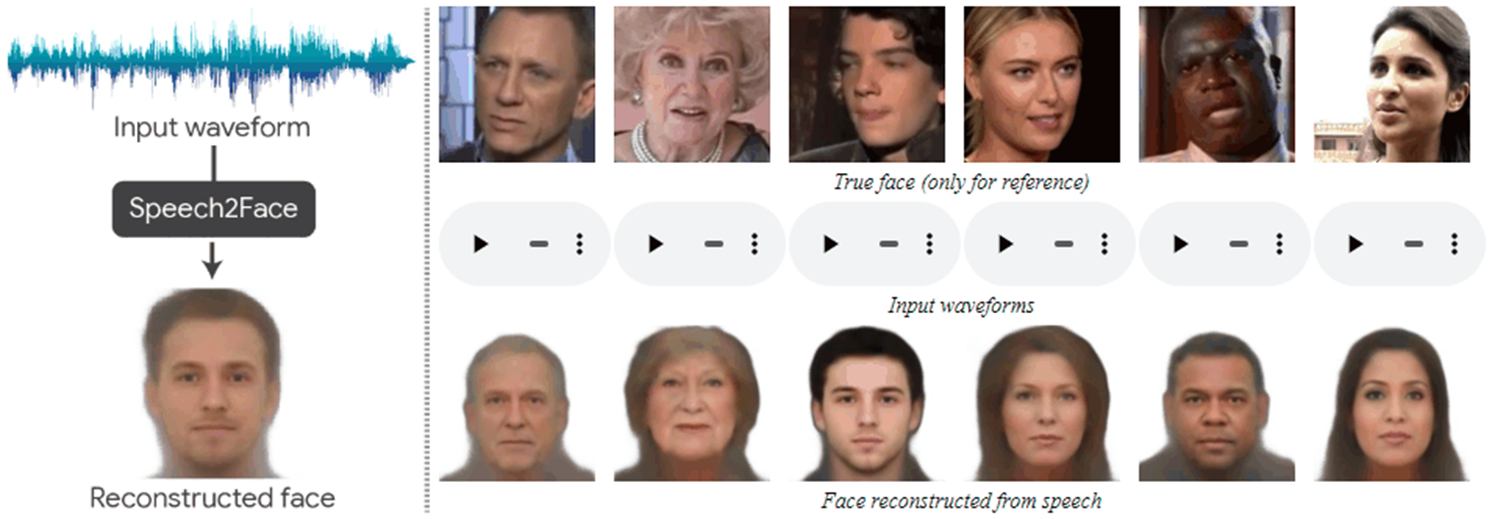 Input waveform
Speech2Face
Reconstructed face
True face (only for reference)
Input waveforms
Face reconstructed from speech